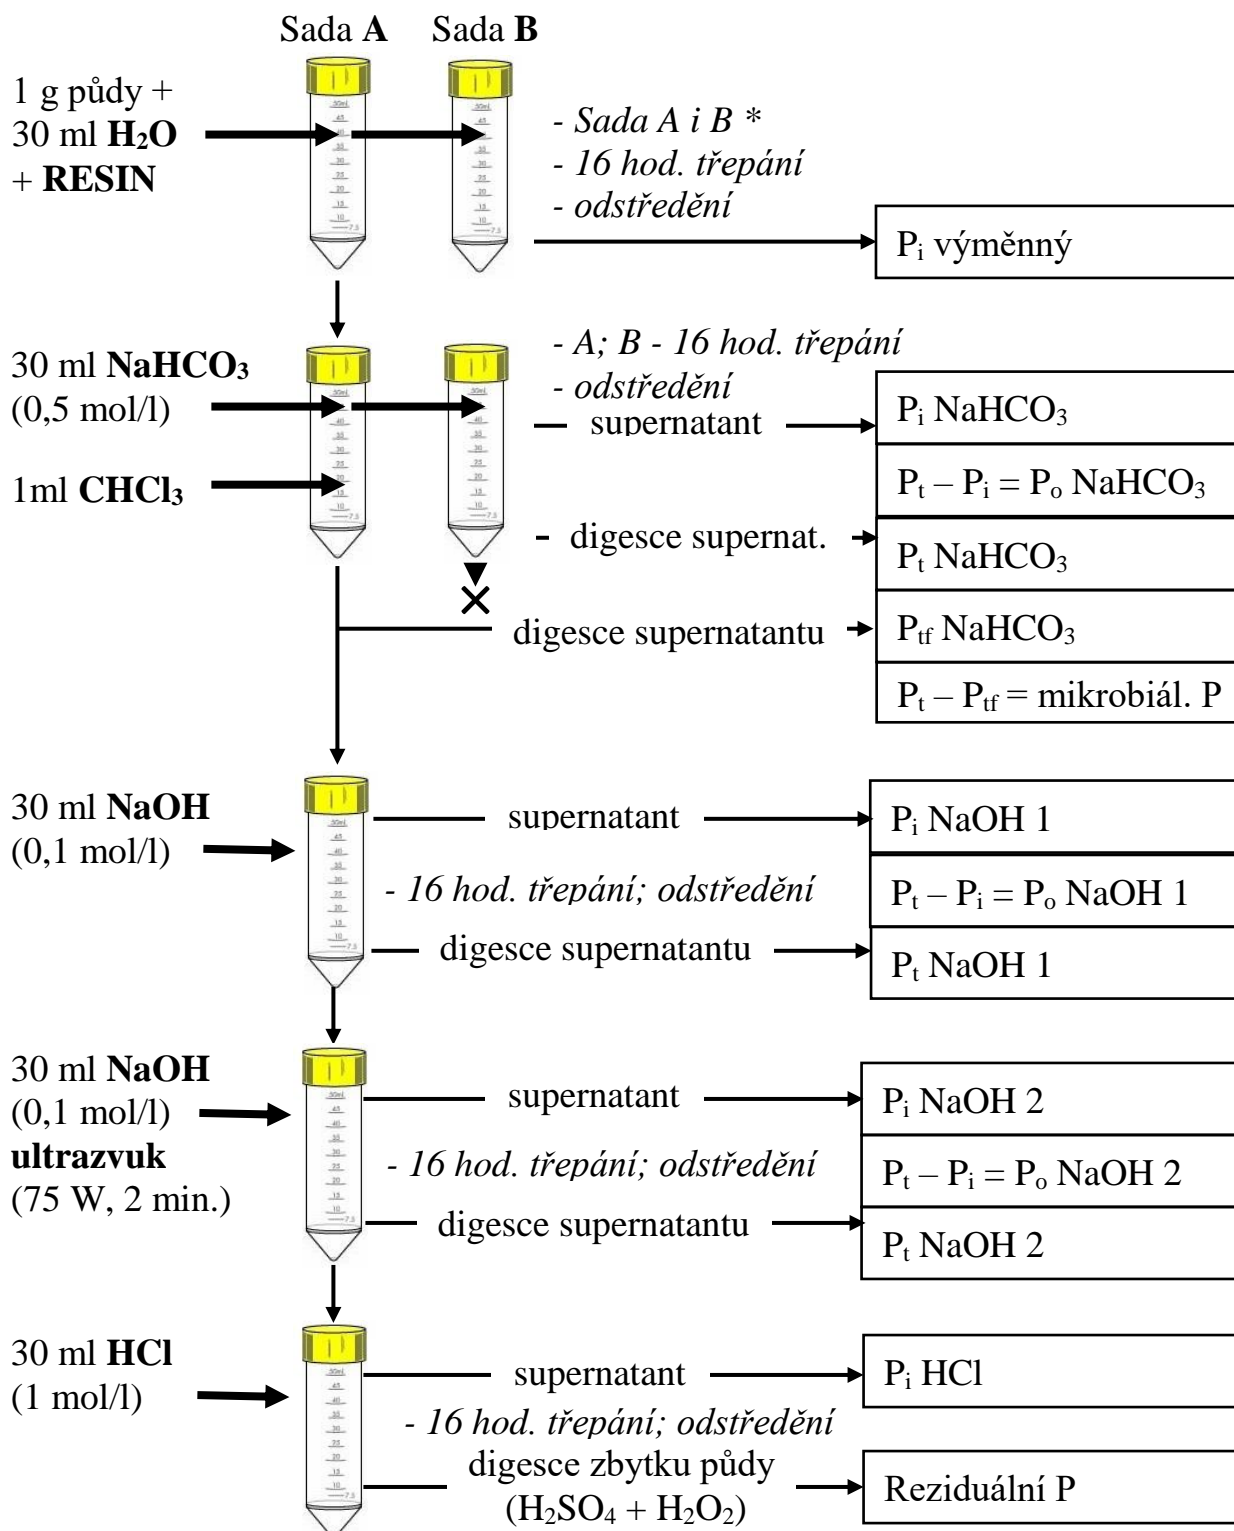 Sada A Sada B
1 g půdy +
30 ml H₂O
+ RESIN
- Sada A i B *
- 16 hod. třepání
- odstředění
Pᵢ výměnný
30 ml NaHCO₃
(0,5 mol/l)
1ml CHCl₃
- A; B - 16 hod. třepání
- odstředění
supernatant
Pᵢ NaHCO₃
Pₜ – Pᵢ = Pₒ NaHCO₃
digesce supernat.
Pₜ NaHCO₃
digesce supernatantu
P_tf NaHCO₃
Pₜ – P_tf = mikrobiál. P
30 ml NaOH
(0,1 mol/l)
supernatant
Pᵢ NaOH 1
- 16 hod. třepání; odstředění
Pₜ – Pᵢ = Pₒ NaOH 1
digesce supernatantu
Pₜ NaOH 1
30 ml NaOH
(0,1 mol/l)
ultrazvuk
(75 W, 2 min.)
supernatant
Pᵢ NaOH 2
- 16 hod. třepání; odstředění
Pₜ – Pᵢ = Pₒ NaOH 2
digesce supernatantu
Pₜ NaOH 2
30 ml HCl
(1 mol/l)
supernatant
Pᵢ HCl
- 16 hod. třepání; odstředění
digesce zbytku půdy
(H₂SO₄ + H₂O₂)
Reziduální P